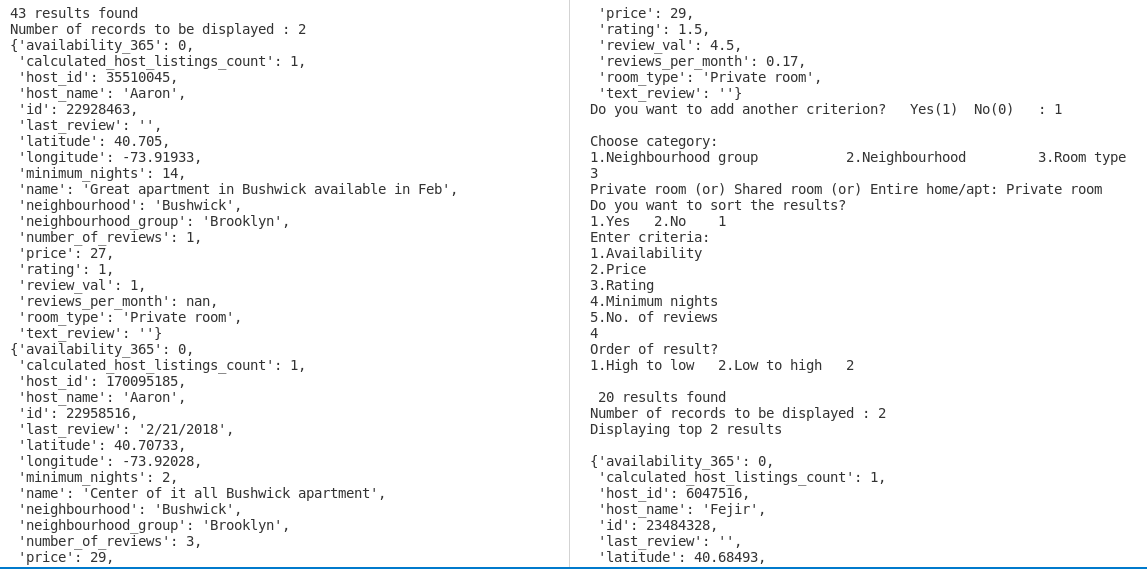 43 results found
Number of records to be displayed : 2
{'availability_365': 0,
'calculated_host_listings_count': 1,
'host_id': 35510045,
'host_name': 'Aaron',
'id': 22928463,
'last_review': '',
'latitude': 40.705,
'longitude': -73.91933,
'minimum_nights': 14,
'name': 'Great apartment in Bushwick available in Feb',
'neighbourhood': 'Bushwick',
'neighbourhood_group': 'Brooklyn',
'number_of_reviews': 1,
'price': 27,
'rating': 1,
'review_val': 1,
'reviews_per_month': nan,
'room_type': 'Private room',
'text_review': ''}
{'availability_365': 0,
'calculated_host_listings_count': 1,
'host_id': 170095185,
'host_name': 'Aaron',
'id': 22958516,
'last_review': '2/21/2018',
'latitude': 40.70733,
'longitude': -73.92028,
'minimum_nights': 2,
'name': 'Center of it all Bushwick apartment',
'neighbourhood': 'Bushwick',
'neighbourhood_group': 'Brooklyn',
'number_of_reviews': 3,
'price': 29,
'price': 29,
'rating': 1.5,
'review_val': 4.5,
'reviews_per_month': 0.17,
'room_type': 'Private room',
'text_review': ''}
Do you want to add another criterion?   Yes(1)  No(0)   : 1
Choose category:
1.Neighbourhood group           2.Neighbourhood         3.Room type
3
Private room (or) Shared room (or) Entire home/apt: Private room
Do you want to sort the results?
1.Yes   2.No    1
Enter criteria:
1.Availability
2.Price
3.Rating
4.Minimum nights
5.No. of reviews
4
Order of result?
1.High to low   2.Low to high   2
20 results found
Number of records to be displayed : 2
Displaying top 2 results
{'availability_365': 0,
'calculated_host_listings_count': 1,
'host_id': 6047516,
'host_name': 'Fejir',
'id': 23484328,
'last_review': '',
'latitude': 40.68493,